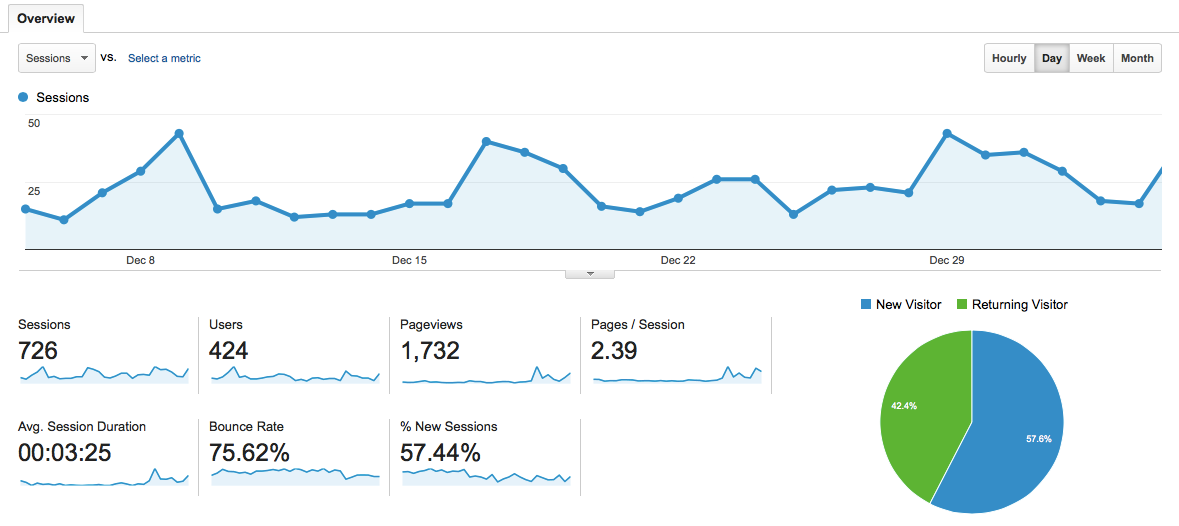 Overview
Sessions vs. Select a metric
Hourly Day Week Month
Sessions
50
25
Dec 8 Dec 15 Dec 22 Dec 29
New Visitor Returning Visitor
Sessions Users Pageviews Pages / Session
726 424 1,732 2.39
42.4%
57.6%
Avg. Session Duration Bounce Rate % New Sessions
00:03:25 75.62% 57.44%